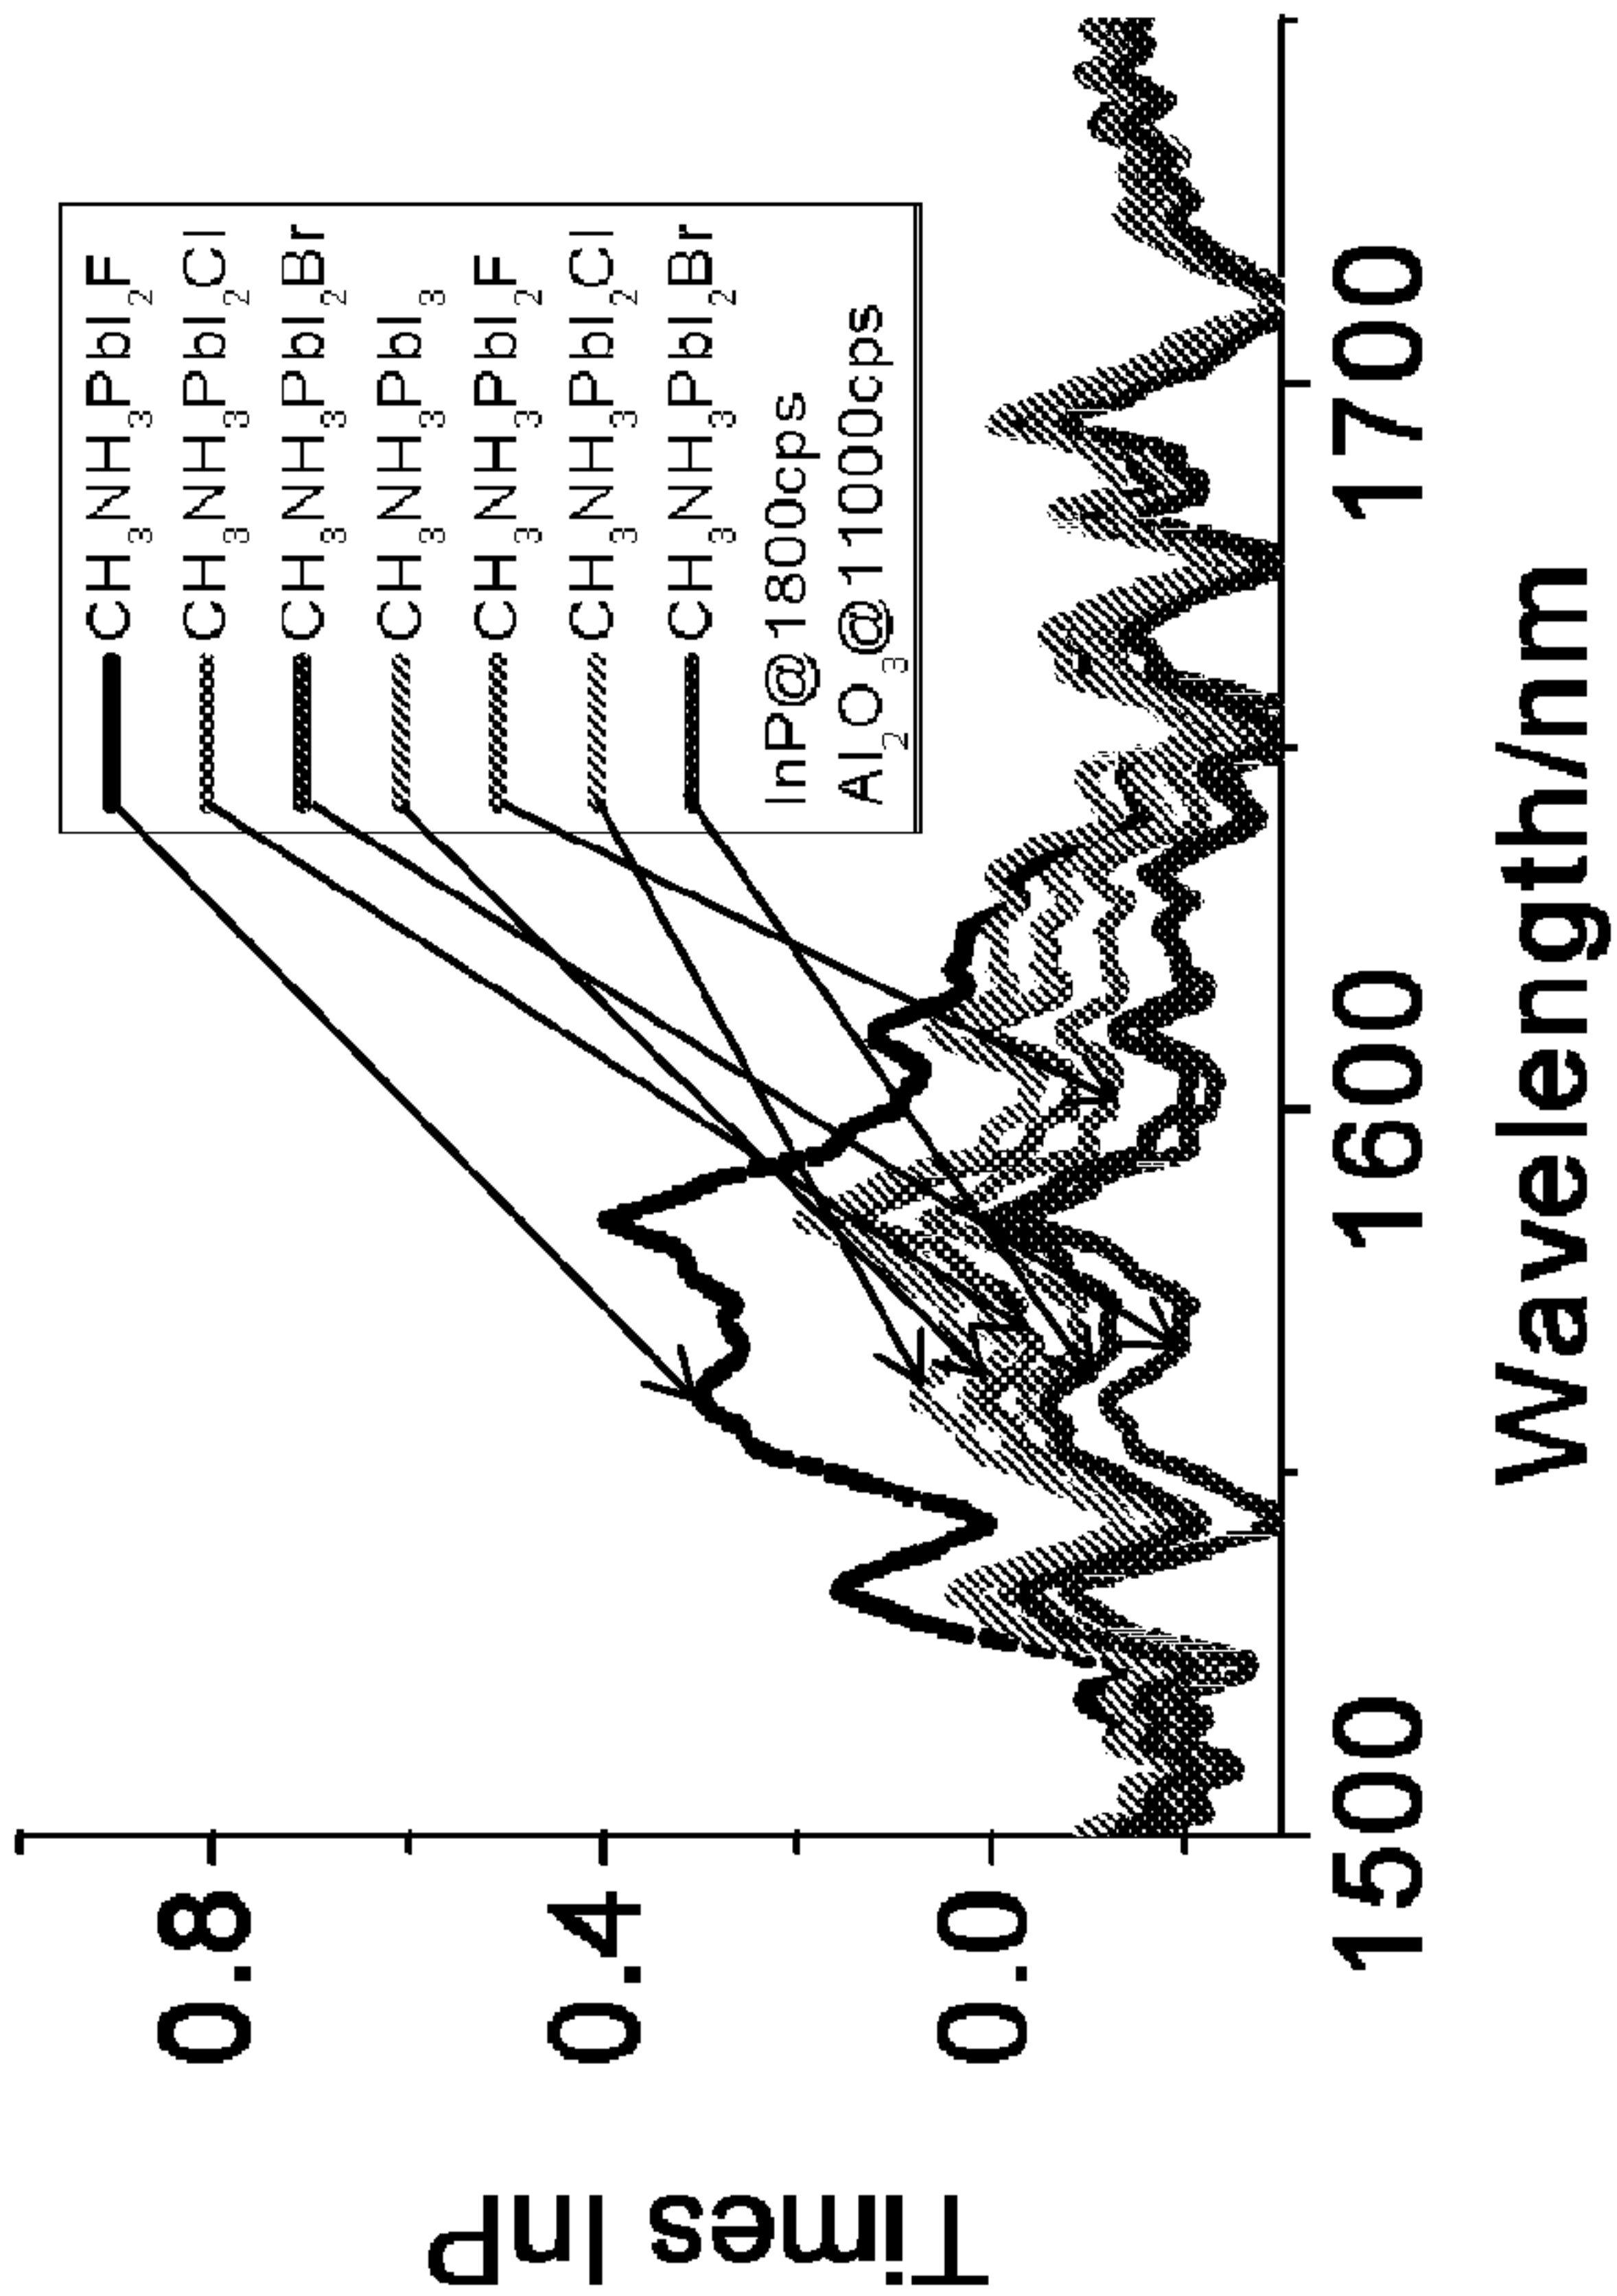 CH3NH3PbI2F
CH3NH3PbI2Cl
CH3NH3PbI2Br
CH3NH3PbI3
CH3NH3PbI2F
CH3NH3PbI2Cl
CH3NH3PbI2Br
InP@1800cps
Al2O3@11000cps
Times InP
0.8
0.4
0.0
1500
1600
1700
Wavelength/nm